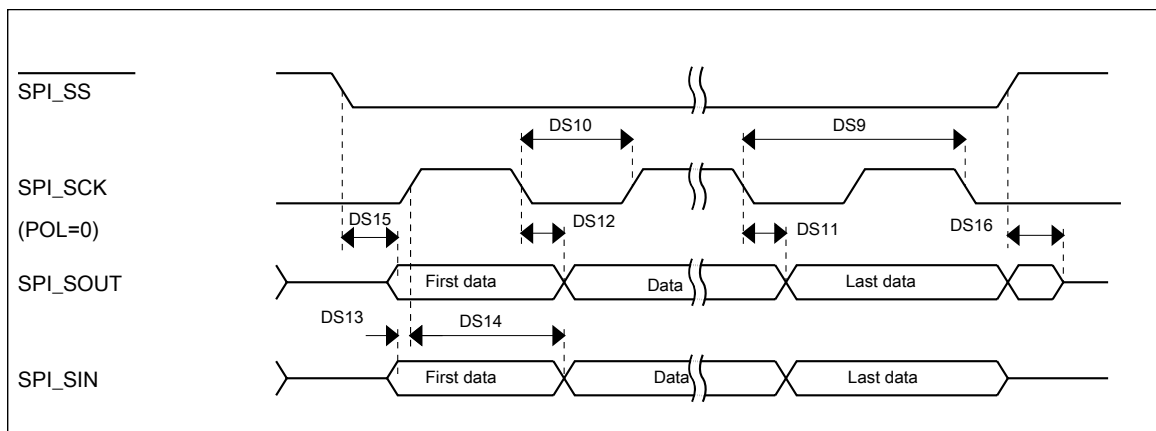 SPI_SS
DS10
DS9
SPI_SCK
(POL=0)
DS15
DS12
DS11
DS16
SPI_SOUT
First data
Data
Last data
DS13
DS14
SPI_SIN
First data
Data
Last data